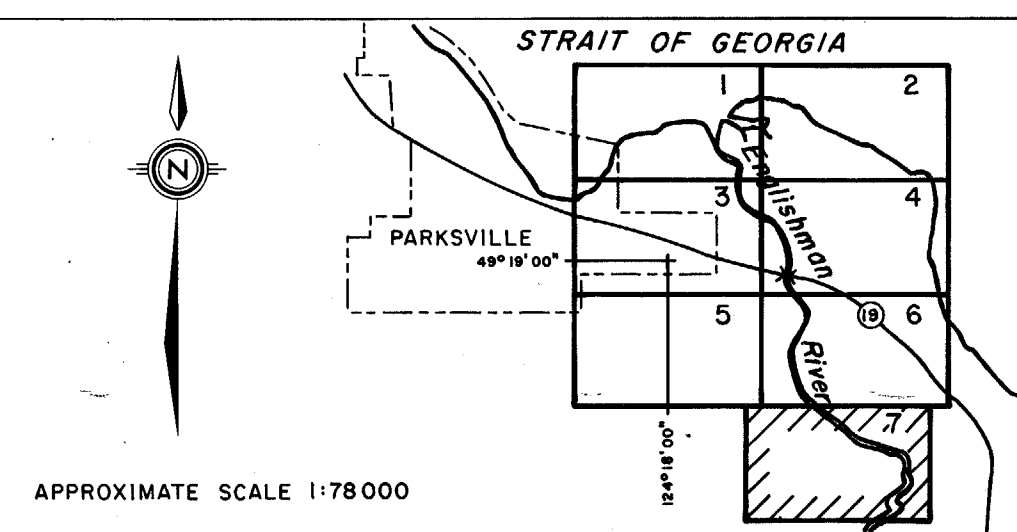 STRAIT OF GEORGIA
1
2
N
3
4
Englishman
PARKSVILLE
49° 19' 00"
5
6
19
River
7
124° 18' 00"
APPROXIMATE SCALE 1:78000